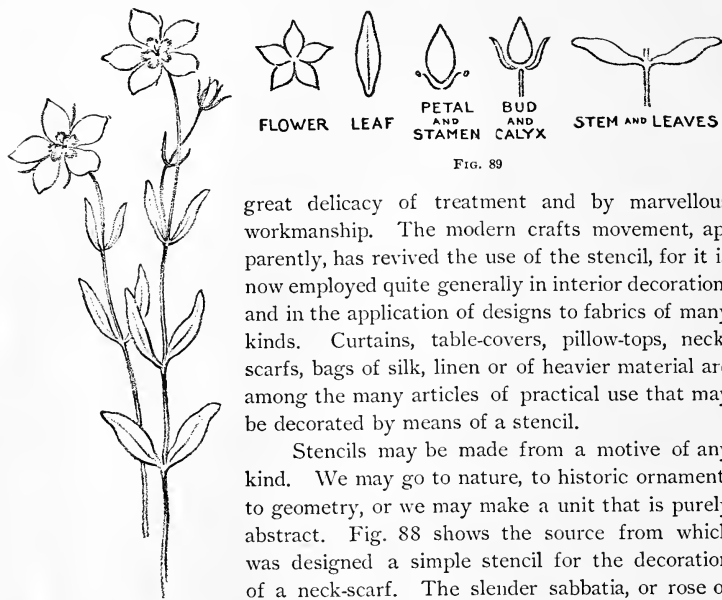 FLOWER LEAF PETAL AND STAMEN BUD AND CALYX STEM AND LEAVES
FIG. 89
great delicacy of treatment and by marvellous
workmanship. The modern crafts movement, ap
parently, has revived the use of the stencil, for it i
now employed quite generally in interior decoration
and in the application of designs to fabrics of many
kinds. Curtains, table-covers, pillow-tops, neck
scarfs, bags of silk, linen or of heavier material are
among the many articles of practical use that may
be decorated by means of a stencil.
Stencils may be made from a motive of any
kind. We may go to nature, to historic ornament
to geometry, or we may make a unit that is purely
abstract. Fig. 88 shows the source from which
was designed a simple stencil for the decoration
of a neck-scarf. The slender sabbatia, or rose o